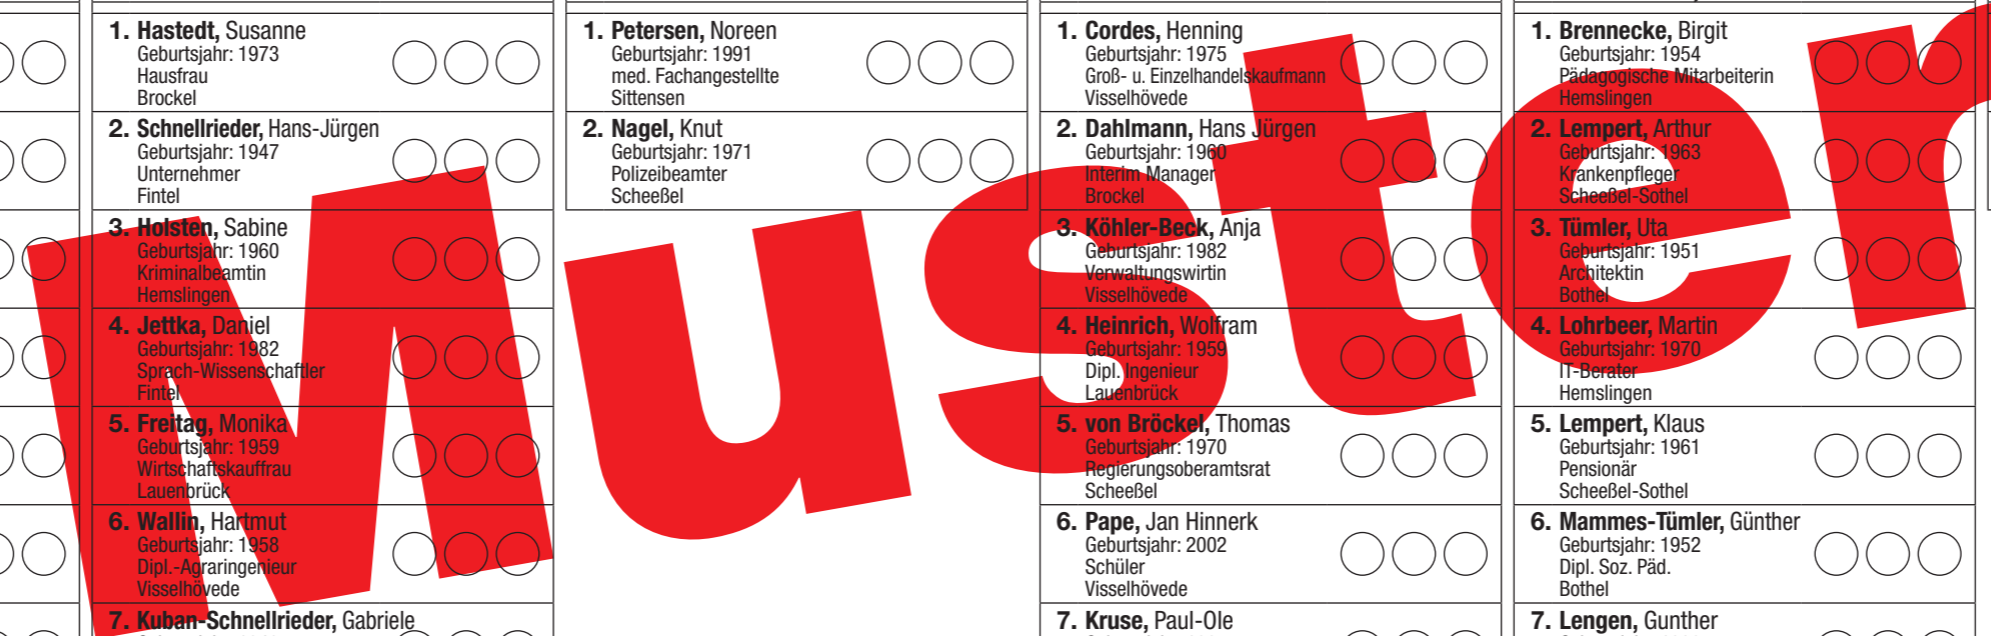 1. Hastedt, Susanne
Geburtsjahr: 1973
Hausfrau
Brockel
2. Schnellrieder, Hans-Jürgen
Geburtsjahr: 1947
Unternehmer
Fintel
3. Holsten, Sabine
Geburtsjahr: 1960
Kriminalbeamtin
Hemslingen
4. Jettka, Daniel
Geburtsjahr: 1982
Sprach-Wissenschaftler
Fintel
5. Freitag, Monika
Geburtsjahr: 1959
Wirtschaftskauffrau
Lauenbrück
6. Wallin, Hartmut
Geburtsjahr: 1958
Dipl.-Agraringenieur
Visselhövede
7. Kuban-Schnellrieder, Gabriele
1. Petersen, Noreen
Geburtsjahr: 1991
med. Fachangestellte
Sittensen
2. Nagel, Knut
Geburtsjahr: 1971
Polizeibeamter
Scheeßel
1. Cordes, Henning
Geburtsjahr: 1975
Groß- u. Einzelhandelskaufmann
Visselhövede
2. Dahlmann, Hans Jürgen
Geburtsjahr: 1960
Interim Manager
Brockel
3. Köhler-Beck, Anja
Geburtsjahr: 1982
Verwaltungswirtin
Visselhövede
4. Heinrich, Wolfram
Geburtsjahr: 1959
Dipl. Ingenieur
Lauenbrück
5. von Bröckel, Thomas
Geburtsjahr: 1970
Regierungsoberamtsrat
Scheeßel
6. Pape, Jan Hinnerk
Geburtsjahr: 2002
Schüler
Visselhövede
7. Kruse, Paul-Ole
1. Brennecke, Birgit
Geburtsjahr: 1954
Pädagogische Mitarbeiterin
Hemslingen
2. Lempert, Arthur
Geburtsjahr: 1963
Krankenpfleger
Scheeßel-Sothel
3. Tümler, Uta
Geburtsjahr: 1951
Architektin
Bothel
4. Lohrbeer, Martin
Geburtsjahr: 1970
IT-Berater
Hemslingen
5. Lempert, Klaus
Geburtsjahr: 1961
Pensionär
Scheeßel-Sothel
6. Mammes-Tümler, Günther
Geburtsjahr: 1952
Dipl. Soz. Päd.
Bothel
7. Lengen, Gunther
Muster